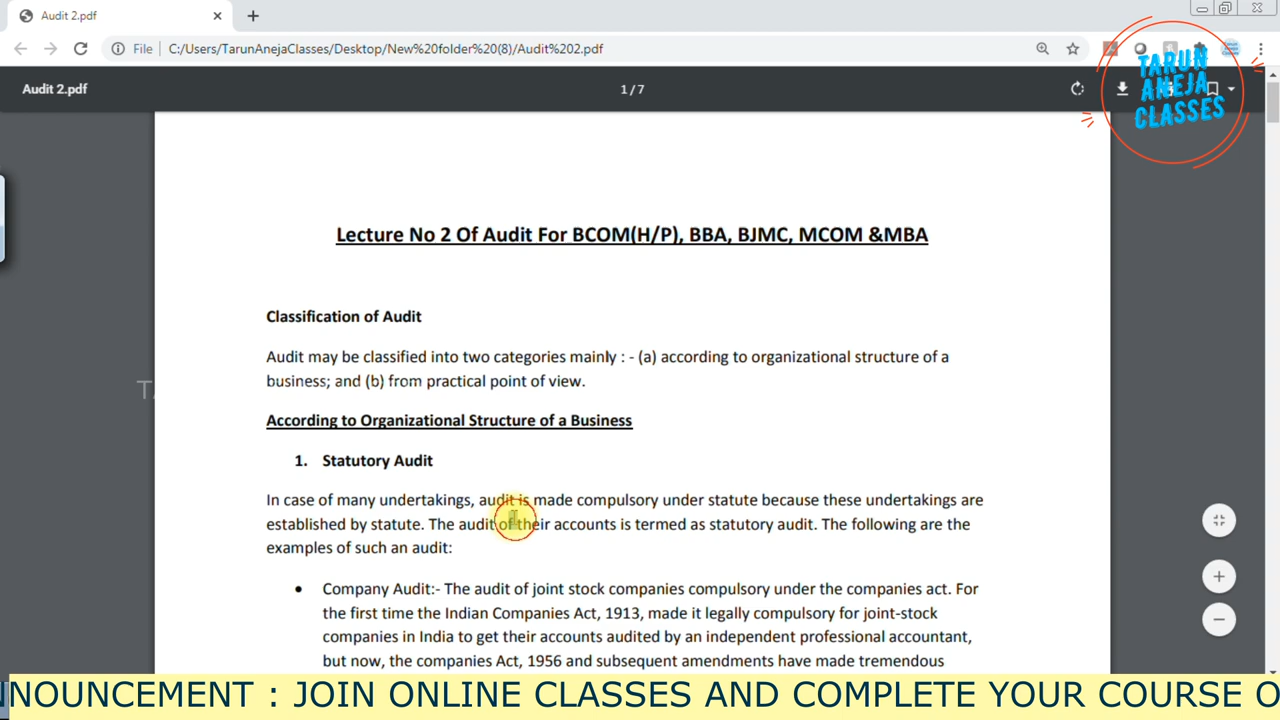 Audit 2.pdf
File C:/Users/TarunAnejaClasses/Desktop/New%20folder%20(8)/Audit%202.pdf
Audit 2.pdf
1 / 7
TARUN
ANEJA
CLASSES
Lecture No 2 Of Audit For BCOM(H/P), BBA, BJMC, MCOM &MBA
Classification of Audit
Audit may be classified into two categories mainly : - (a) according to organizational structure of a
business; and (b) from practical point of view.
According to Organizational Structure of a Business
1. Statutory Audit
In case of many undertakings, audit is made compulsory under statute because these undertakings are
established by statute. The audit of their accounts is termed as statutory audit. The following are the
examples of such an audit:
• Company Audit:- The audit of joint stock companies compulsory under the companies act. For
the first time the Indian Companies Act, 1913, made it legally compulsory for joint-stock
companies in India to get their accounts audited by an independent professional accountant,
but now, the companies Act, 1956 and subsequent amendments have made tremendous
NNOUNCEMENT : JOIN ONLINE CLASSES AND COMPLETE YOUR COURSE O